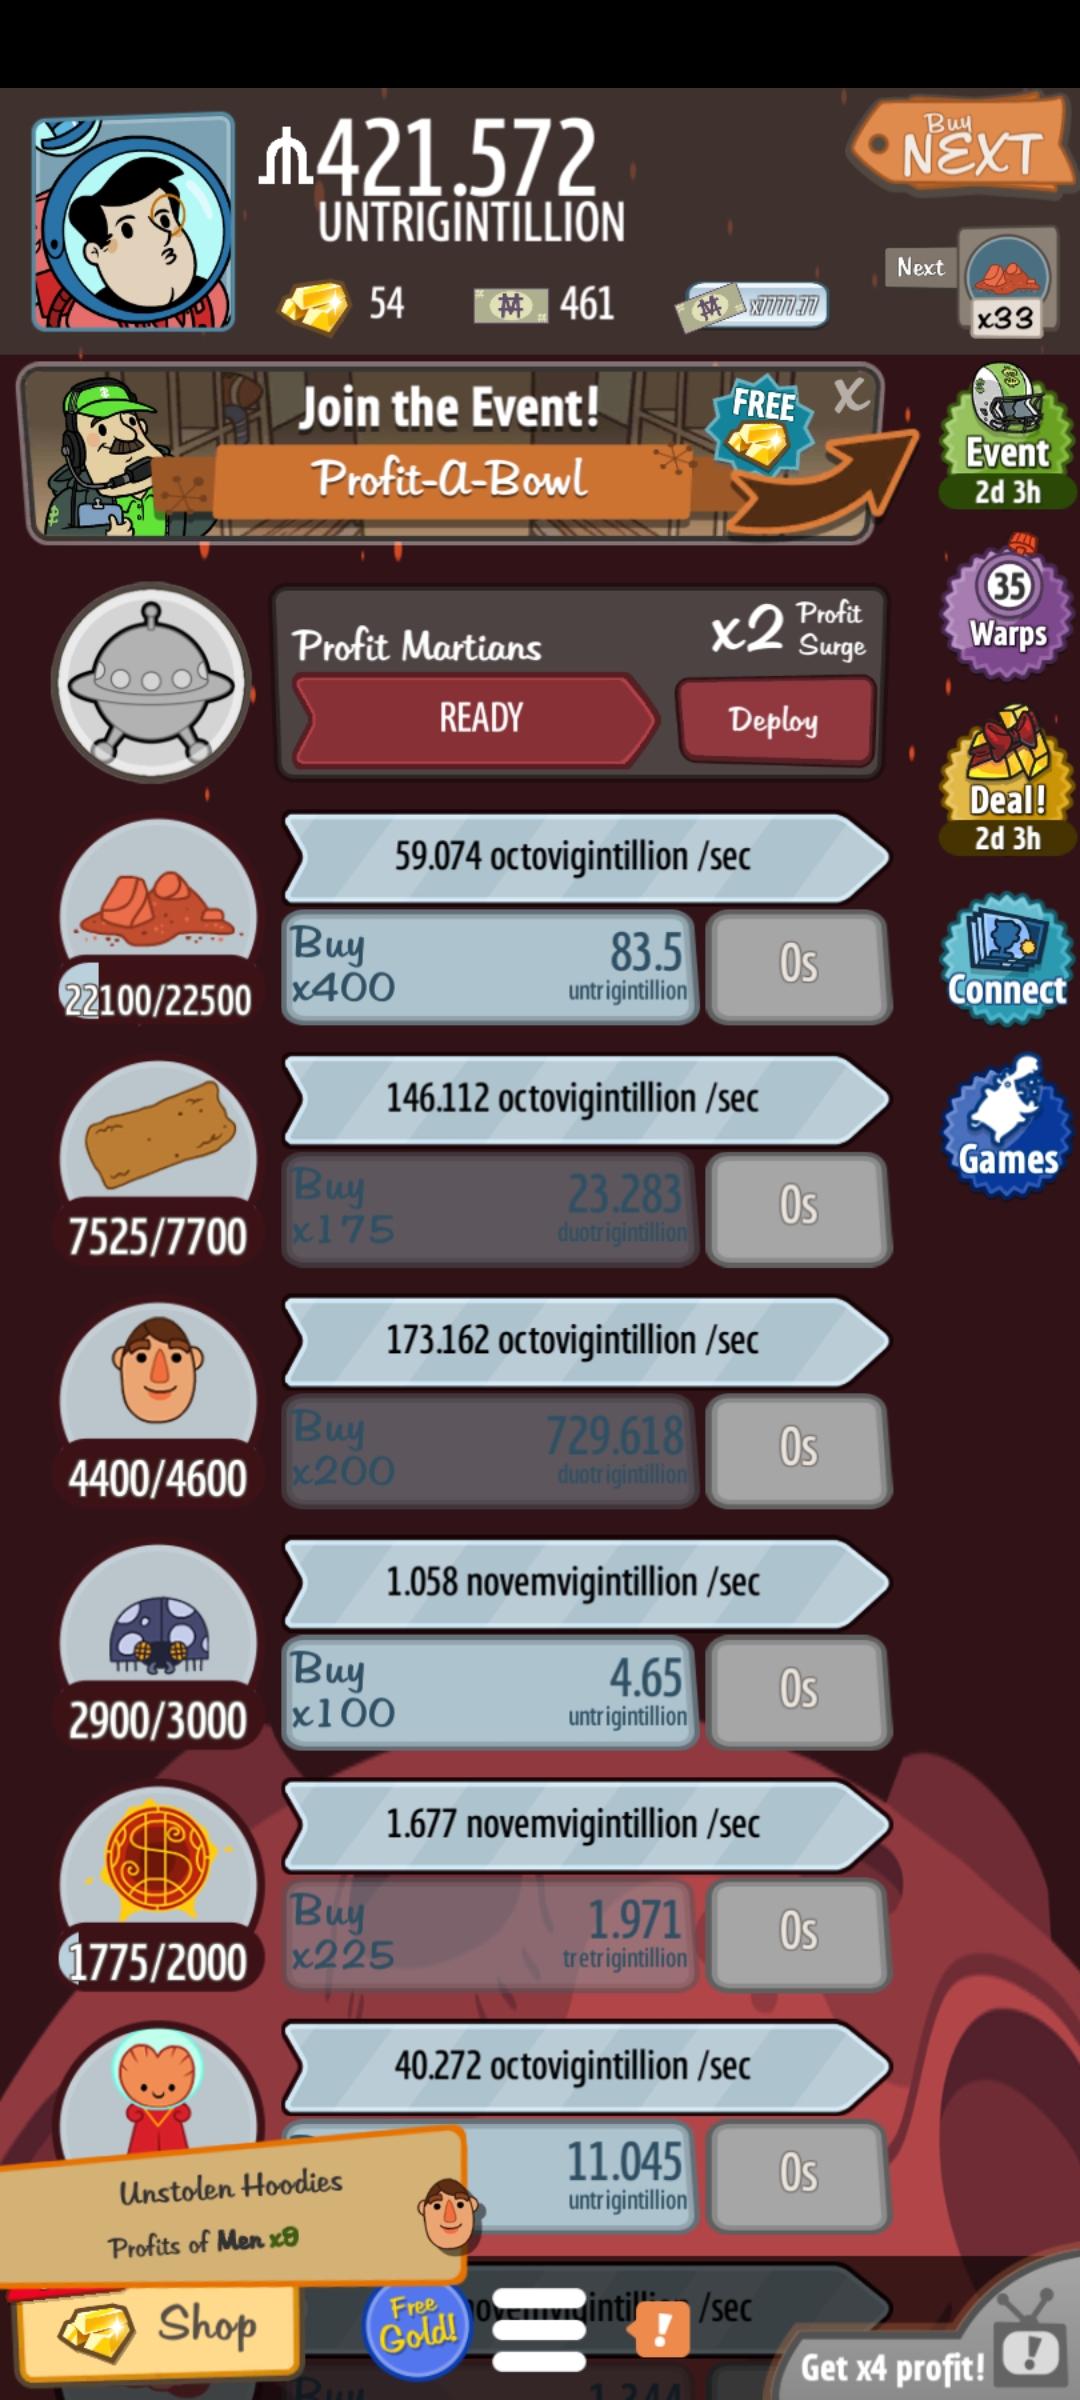 421.572
UNTRIGINTILLION
Buy
NEXT
54
461
x7777.77
Next
x33
Join the Event!
Profit-A-Bowl
FREE
X
Event
2d 3h
Profit Martians
x2 Profit Surge
READY
Deploy
35
Warps
Deal!
2d 3h
59.074 octovigintillion /sec
Buy x400
83.5 untrigintillion
0s
22100/22500
Connect
146.112 octovigintillion /sec
Buy x175
23.283 duotrigintillion
0s
7525/7700
Games
173.162 octovigintillion /sec
Buy x200
729.618 duotrigintillion
0s
4400/4600
1.058 novemvigintillion /sec
Buy x100
4.65 untrigintillion
0s
2900/3000
1.677 novemvigintillion /sec
Buy x225
1.971 tretrigintillion
0s
1775/2000
40.272 octovigintillion /sec
11.045 untrigintillion
0s
Unstolen Hoodies
Profits of Men x9
novemvigintillion /sec
Shop
Free Gold!
!
Get x4 profit!
!
Buy
1.344